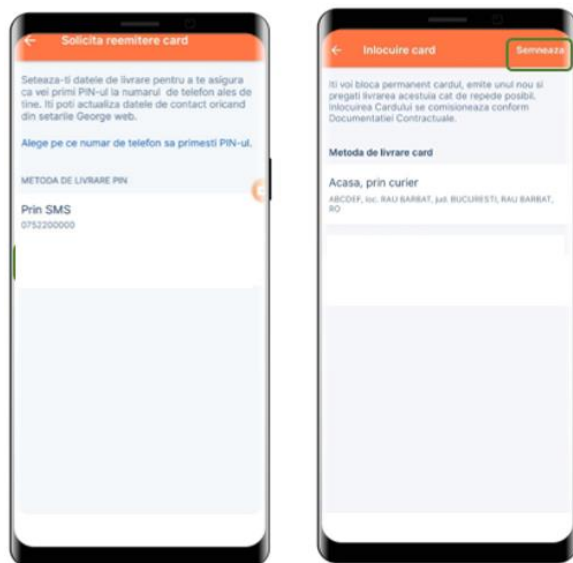 Solicita reemitere card
Seteaza-ti datele de livrare pentru a te asigura
ca vei primi PIN-ul la numarul de telefon ales de
tine. Iti poti actualiza datele de contact oricand
din setarile George web.
Alege pe ce numar de telefon sa primesti PIN-ul.
METODA DE LIVRARE PIN
Prin SMS
0752200000
Inlocuire card
Semneaza
Iti voi bloca permanent cardul, emite unul nou si
pregati livrarea acestuia cat de repede posibil.
Inlocuirea Cardului se comisioneaza conform
Documentatiei Contractuale.
Metoda de livrare card
Acasa, prin curier
ABCDEF, loc. RAU BARBAT, jud. BUCURESTI, RAU BARBAT,
RO